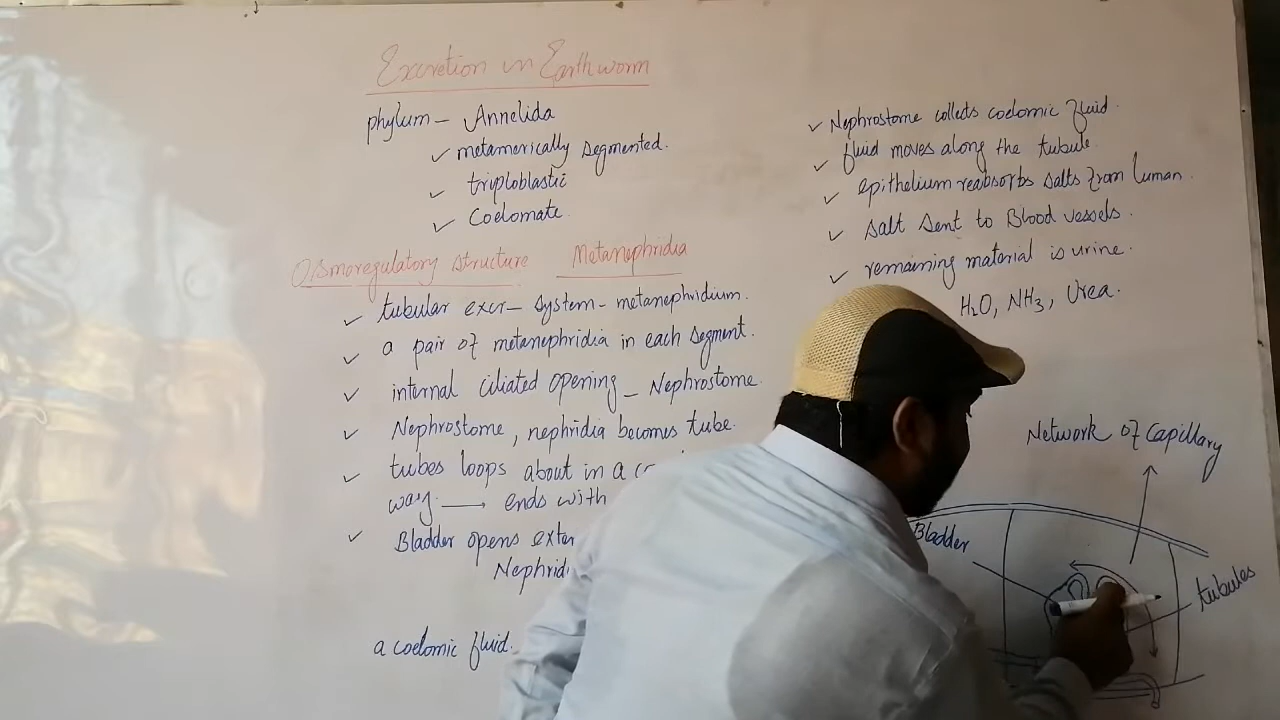 Excretion in Earthworm
phylum - Annelida
✓ metamerically segmented.
✓ triploblastic
✓ Coelomate.
Osmoregulatory structure Metanephridia
✓ tubular excr- system - metanephridium.
✓ a pair of metanephridia in each segment.
✓ internal ciliated opening - Nephrostome.
✓ Nephrostome, nephridia becomes tube.
✓ tubes loops about in a
way. → ends with
✓ Bladder opens exter
Nephrid
a coelomic fluid.
✓ Nephrostome collects coelomic fluid.
✓ fluid moves along the tubule.
✓ epithelium reabsorbs salts from luman.
✓ salt sent to Blood vessels.
✓ remaining material is urine.
H₂O, NH₃, Urea.
Network of Capillary
Bladder
tubules